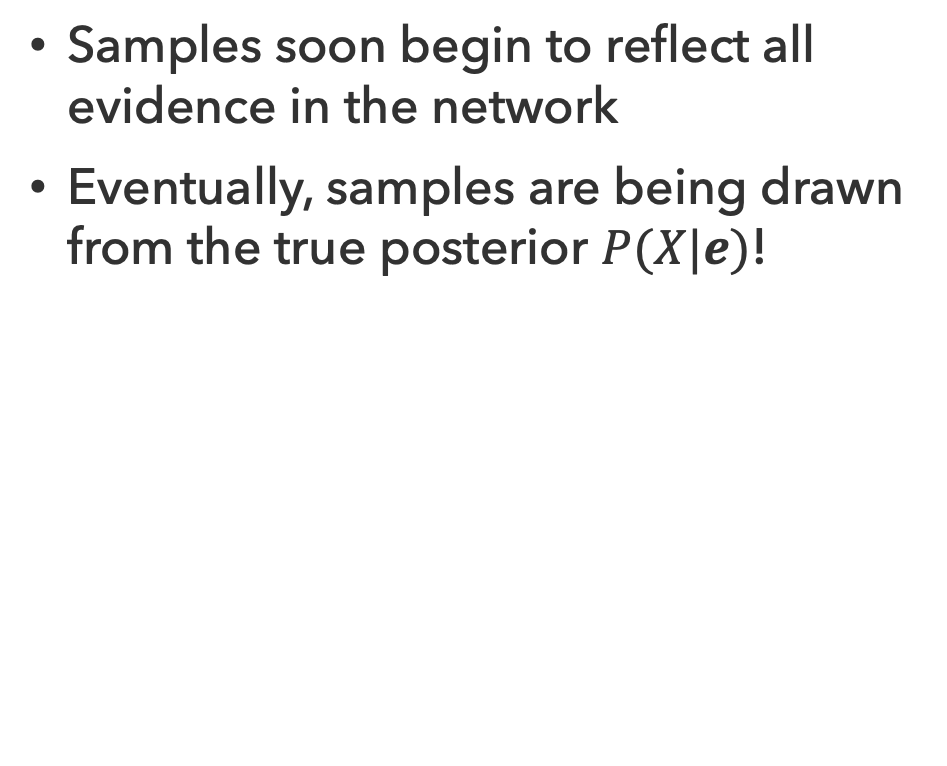 • Samples soon begin to reflect all
evidence in the network
• Eventually, samples are being drawn
from the true posterior P(X|e)!